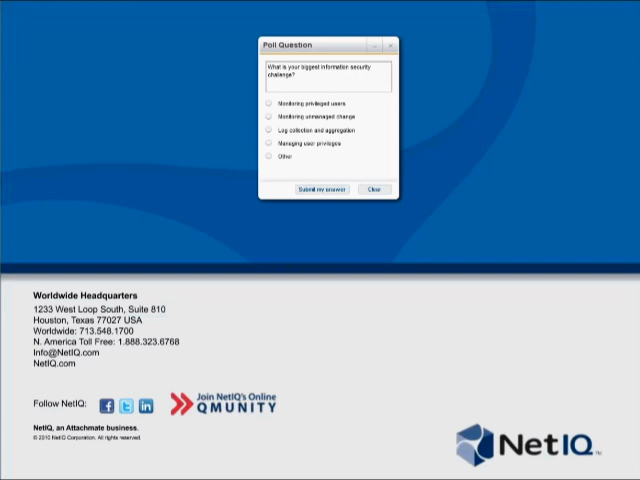 Poll Question
What is your biggest information security
challenge?
Monitoring privileged users
Monitoring unmanaged change
Log collection and aggregation
Managing user privileges
Other
Submit my answer
Clear
Worldwide Headquarters
1233 West Loop South, Suite 810
Houston, Texas 77027 USA
Worldwide: 713.548.1700
N. America Toll Free: 1.888.323.6768
Info@NetIQ.com
NetIQ.com
Follow NetIQ:
Join NetIQ's Online
QMUNITY
NetIQ, an Attachmate business.
© 2010 NetIQ Corporation. All rights reserved.
NetIQ